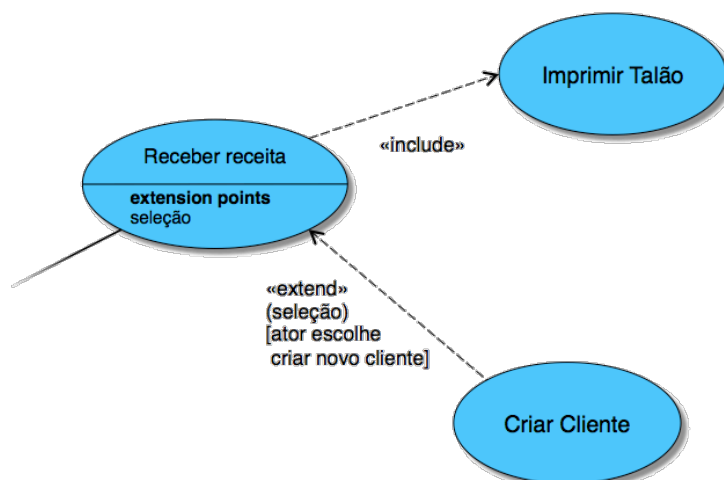 Imprimir Talão
«include»
Receber receita
extension points
seleção
«extend»
(seleção)
[ator escolhe
criar novo cliente]
Criar Cliente